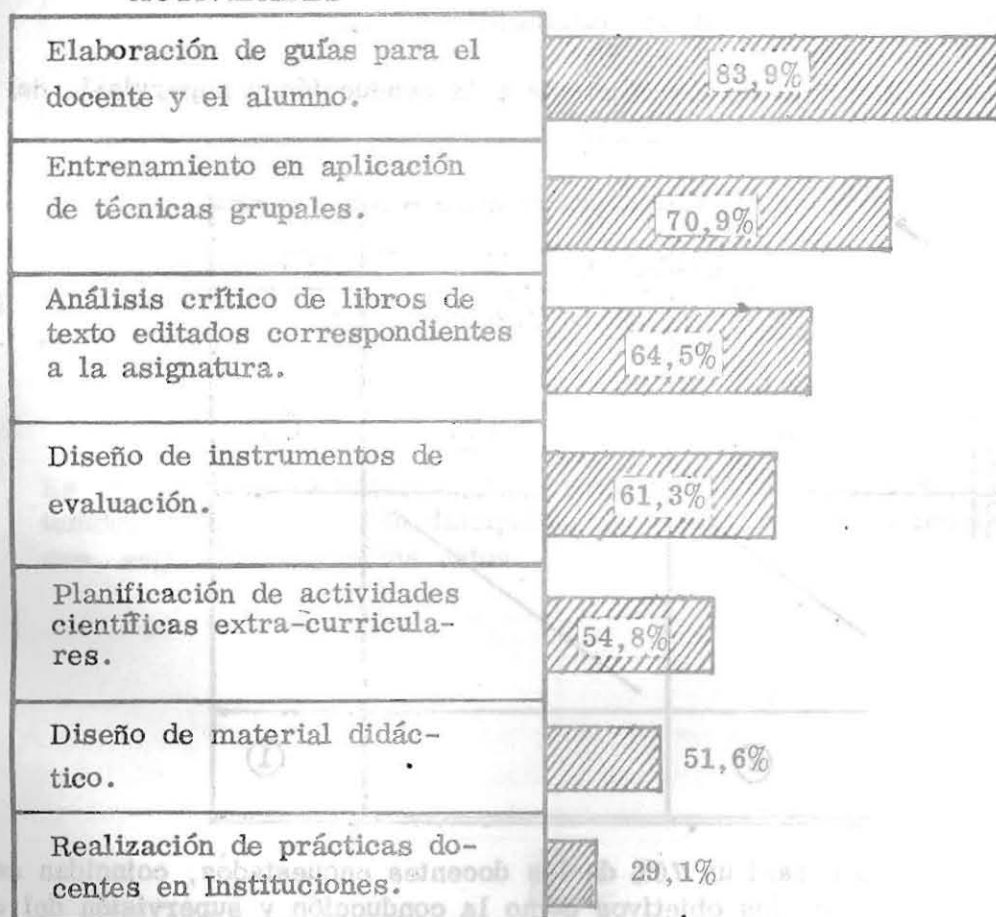 Elaboración de guías para el
docente y el alumno.
83,9%
Entrenamiento en aplicación
de técnicas grupales.
70,9%
Análisis crítico de libros de
texto editados correspondientes
a la asignatura.
64,5%
Diseño de instrumentos de
evaluación.
61,3%
Planificación de actividades
científicas extra-curricula-
res.
54,8%
Diseño de material didác-
tico.
51,6%
Realización de prácticas do-
centes en Instituciones.
29,1%